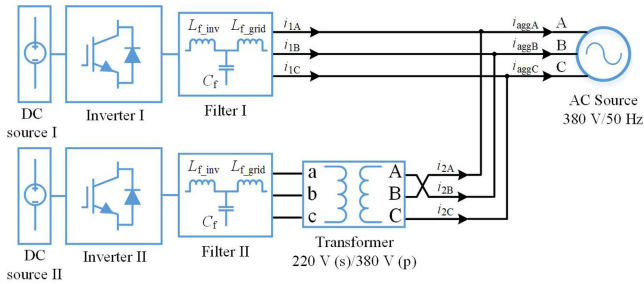 L_f_inv L_f_grid
C_f
i_1A
i_1B
i_1C
i_aggA A
i_aggB B
i_aggC C
DC
source I
Inverter I
Filter I
AC Source
380 V/50 Hz
L_f_inv L_f_grid
C_f
a A
b B
c C
i_2A
i_2B
i_2C
DC
source II
Inverter II
Filter II
Transformer
220 V (s)/380 V (p)